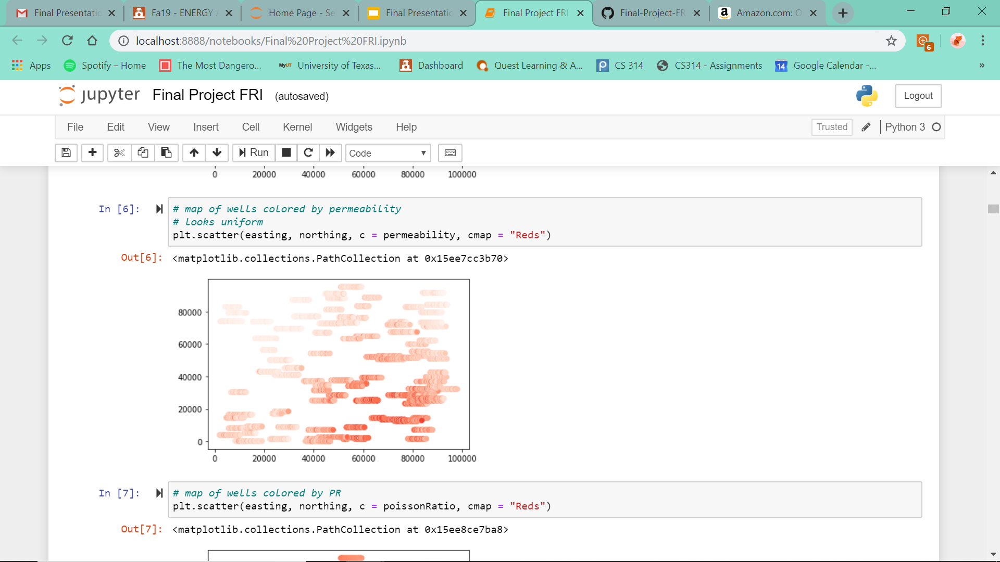 Final Presentatio
Fa19 - ENERGY A
Home Page - Se
Final Presentatio
Final Project FRI
Final-Project-FR
Amazon.com: O
localhost:8888/notebooks/Final%20Project%20FRI.ipynb
6
Apps
Spotify – Home
The Most Dangero...
MyUT University of Texas...
Dashboard
Quest Learning & A...
CS 314
CS314 - Assignments
14 Google Calendar -...
»
jupyter Final Project FRI (autosaved)
Logout
File Edit View Insert Cell Kernel Widgets Help
Trusted
Python 3
Run
Code
0 20000 40000 60000 80000 100000
In [6]:
# map of wells colored by permeability
# looks uniform
plt.scatter(easting, northing, c = permeability, cmap = "Reds")
Out[6]: <matplotlib.collections.PathCollection at 0x15ee7cc3b70>
80000
60000
40000
20000
0
0 20000 40000 60000 80000 100000
In [7]:
# map of wells colored by PR
plt.scatter(easting, northing, c = poissonRatio, cmap = "Reds")
Out[7]: <matplotlib.collections.PathCollection at 0x15ee8ce7ba8>